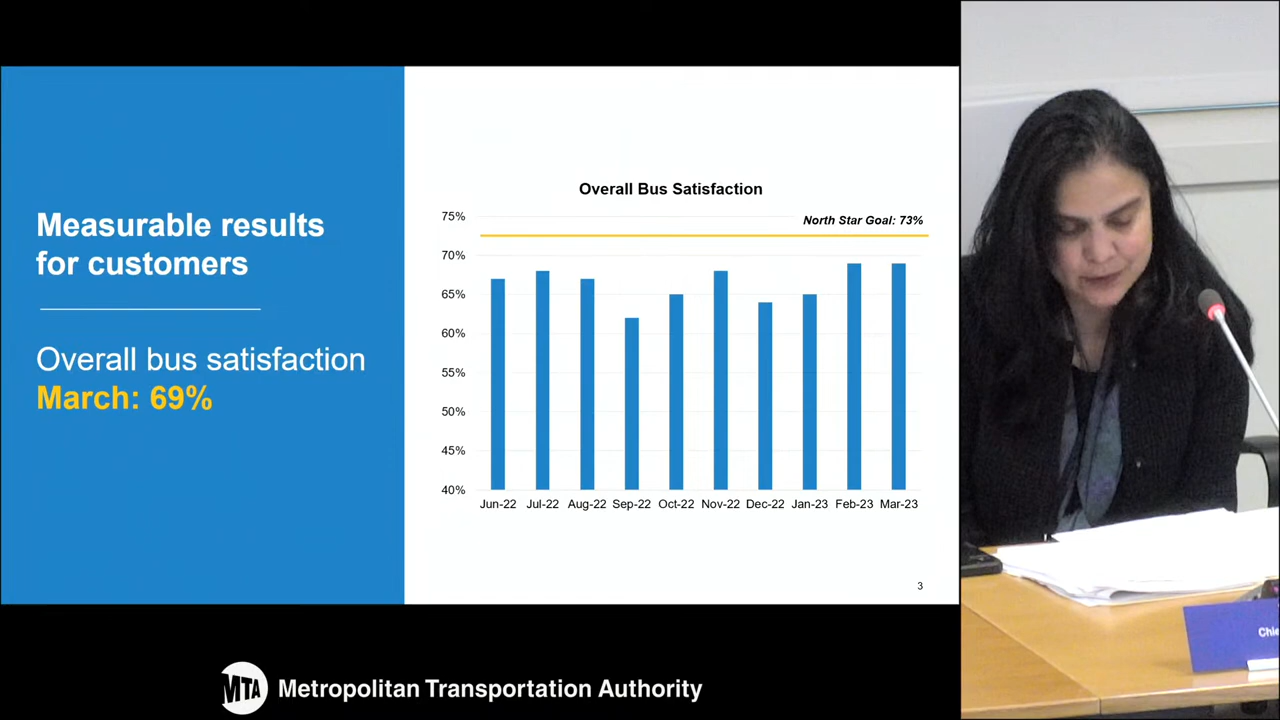 Measurable results
for customers
Overall bus satisfaction
March: 69%
Overall Bus Satisfaction
North Star Goal: 73%
75%
70%
65%
60%
55%
50%
45%
40%
Jun-22 Jul-22 Aug-22 Sep-22 Oct-22 Nov-22 Dec-22 Jan-23 Feb-23 Mar-23
3
MTA Metropolitan Transportation Authority